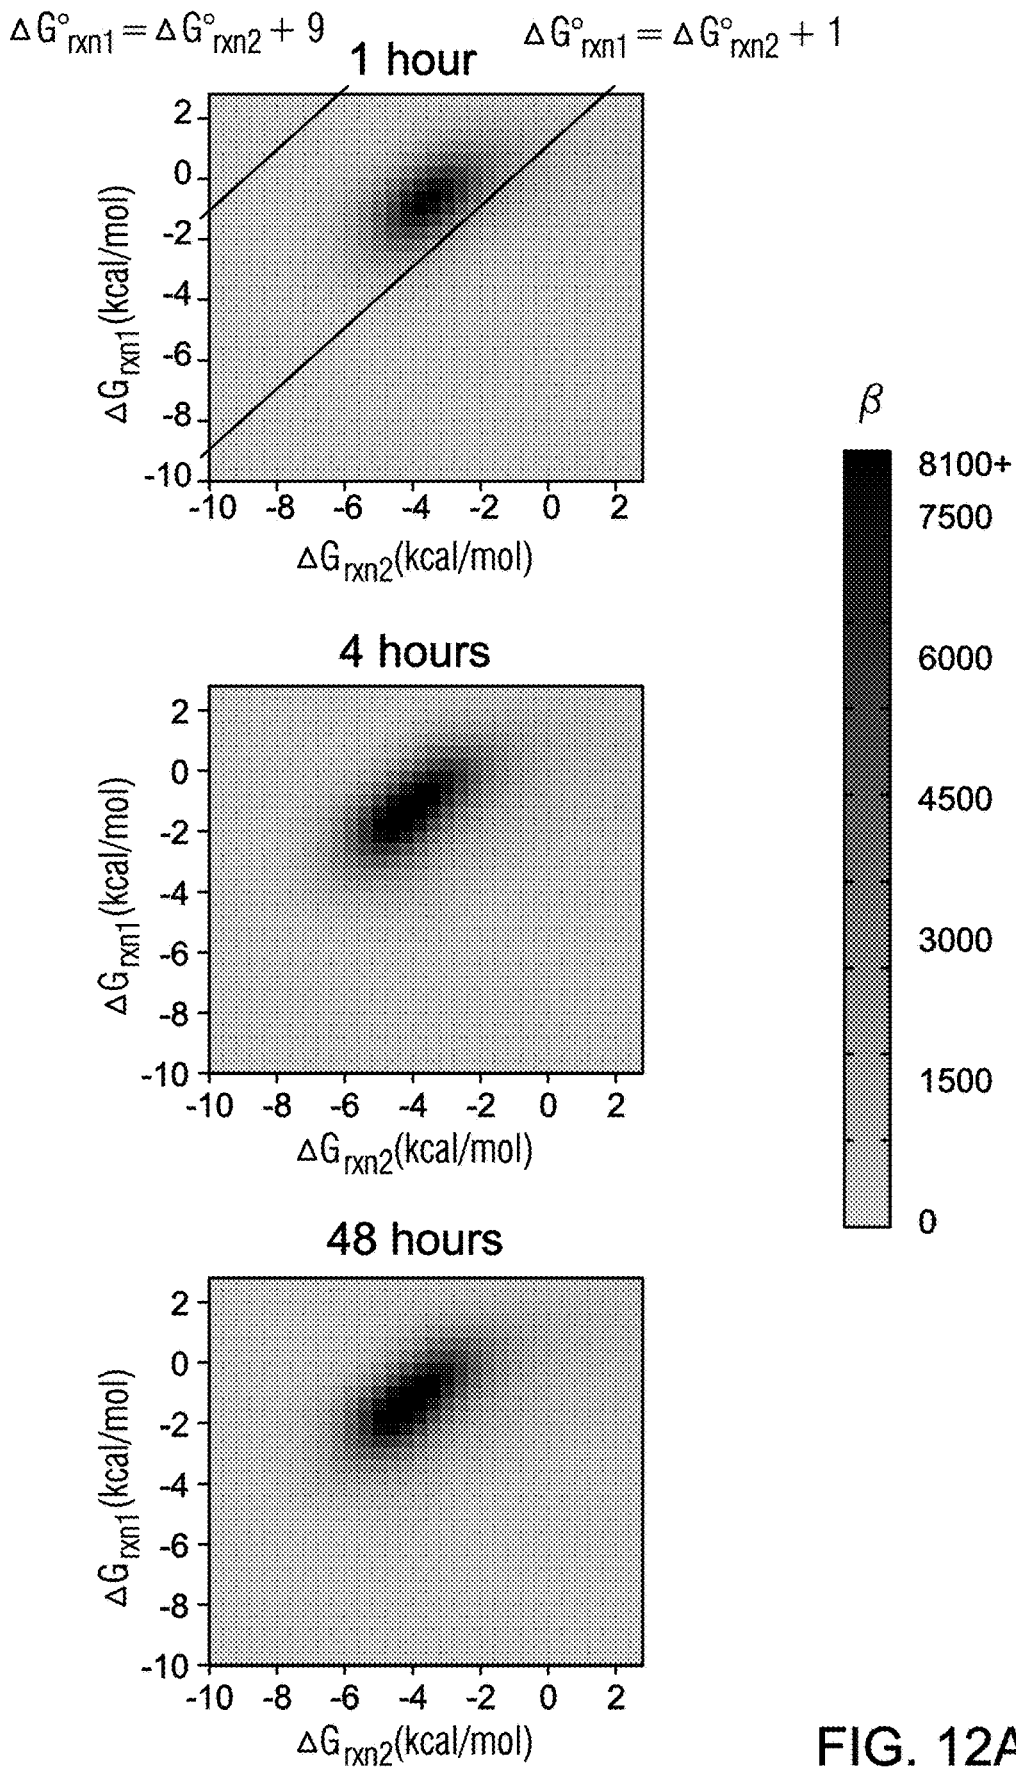 ΔG°rxn1 = ΔG°rxn2 + 9
ΔG°rxn1 = ΔG°rxn2 + 1
1 hour
2
0
-2
-4
-6
-8
-10
ΔGrxn1(kcal/mol)
-10 -8 -6 -4 -2 0 2
ΔGrxn2(kcal/mol)
4 hours
2
0
-2
-4
-6
-8
-10
ΔGrxn1(kcal/mol)
-10 -8 -6 -4 -2 0 2
ΔGrxn2(kcal/mol)
48 hours
2
0
-2
-4
-6
-8
-10
ΔGrxn1(kcal/mol)
-10 -8 -6 -4 -2 0 2
ΔGrxn2(kcal/mol)
β
8100+
7500
6000
4500
3000
1500
0
FIG. 12A